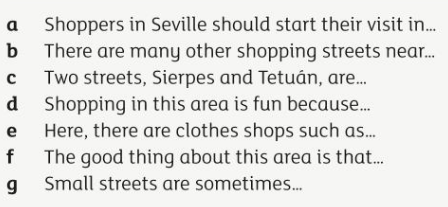 a Shoppers in Seville should start their visit in...
b There are many other shopping streets near...
c Two streets, Sierpes and Tetuán, are...
d Shopping in this area is fun because...
e Here, there are clothes shops such as...
f The good thing about this area is that...
g Small streets are sometimes...